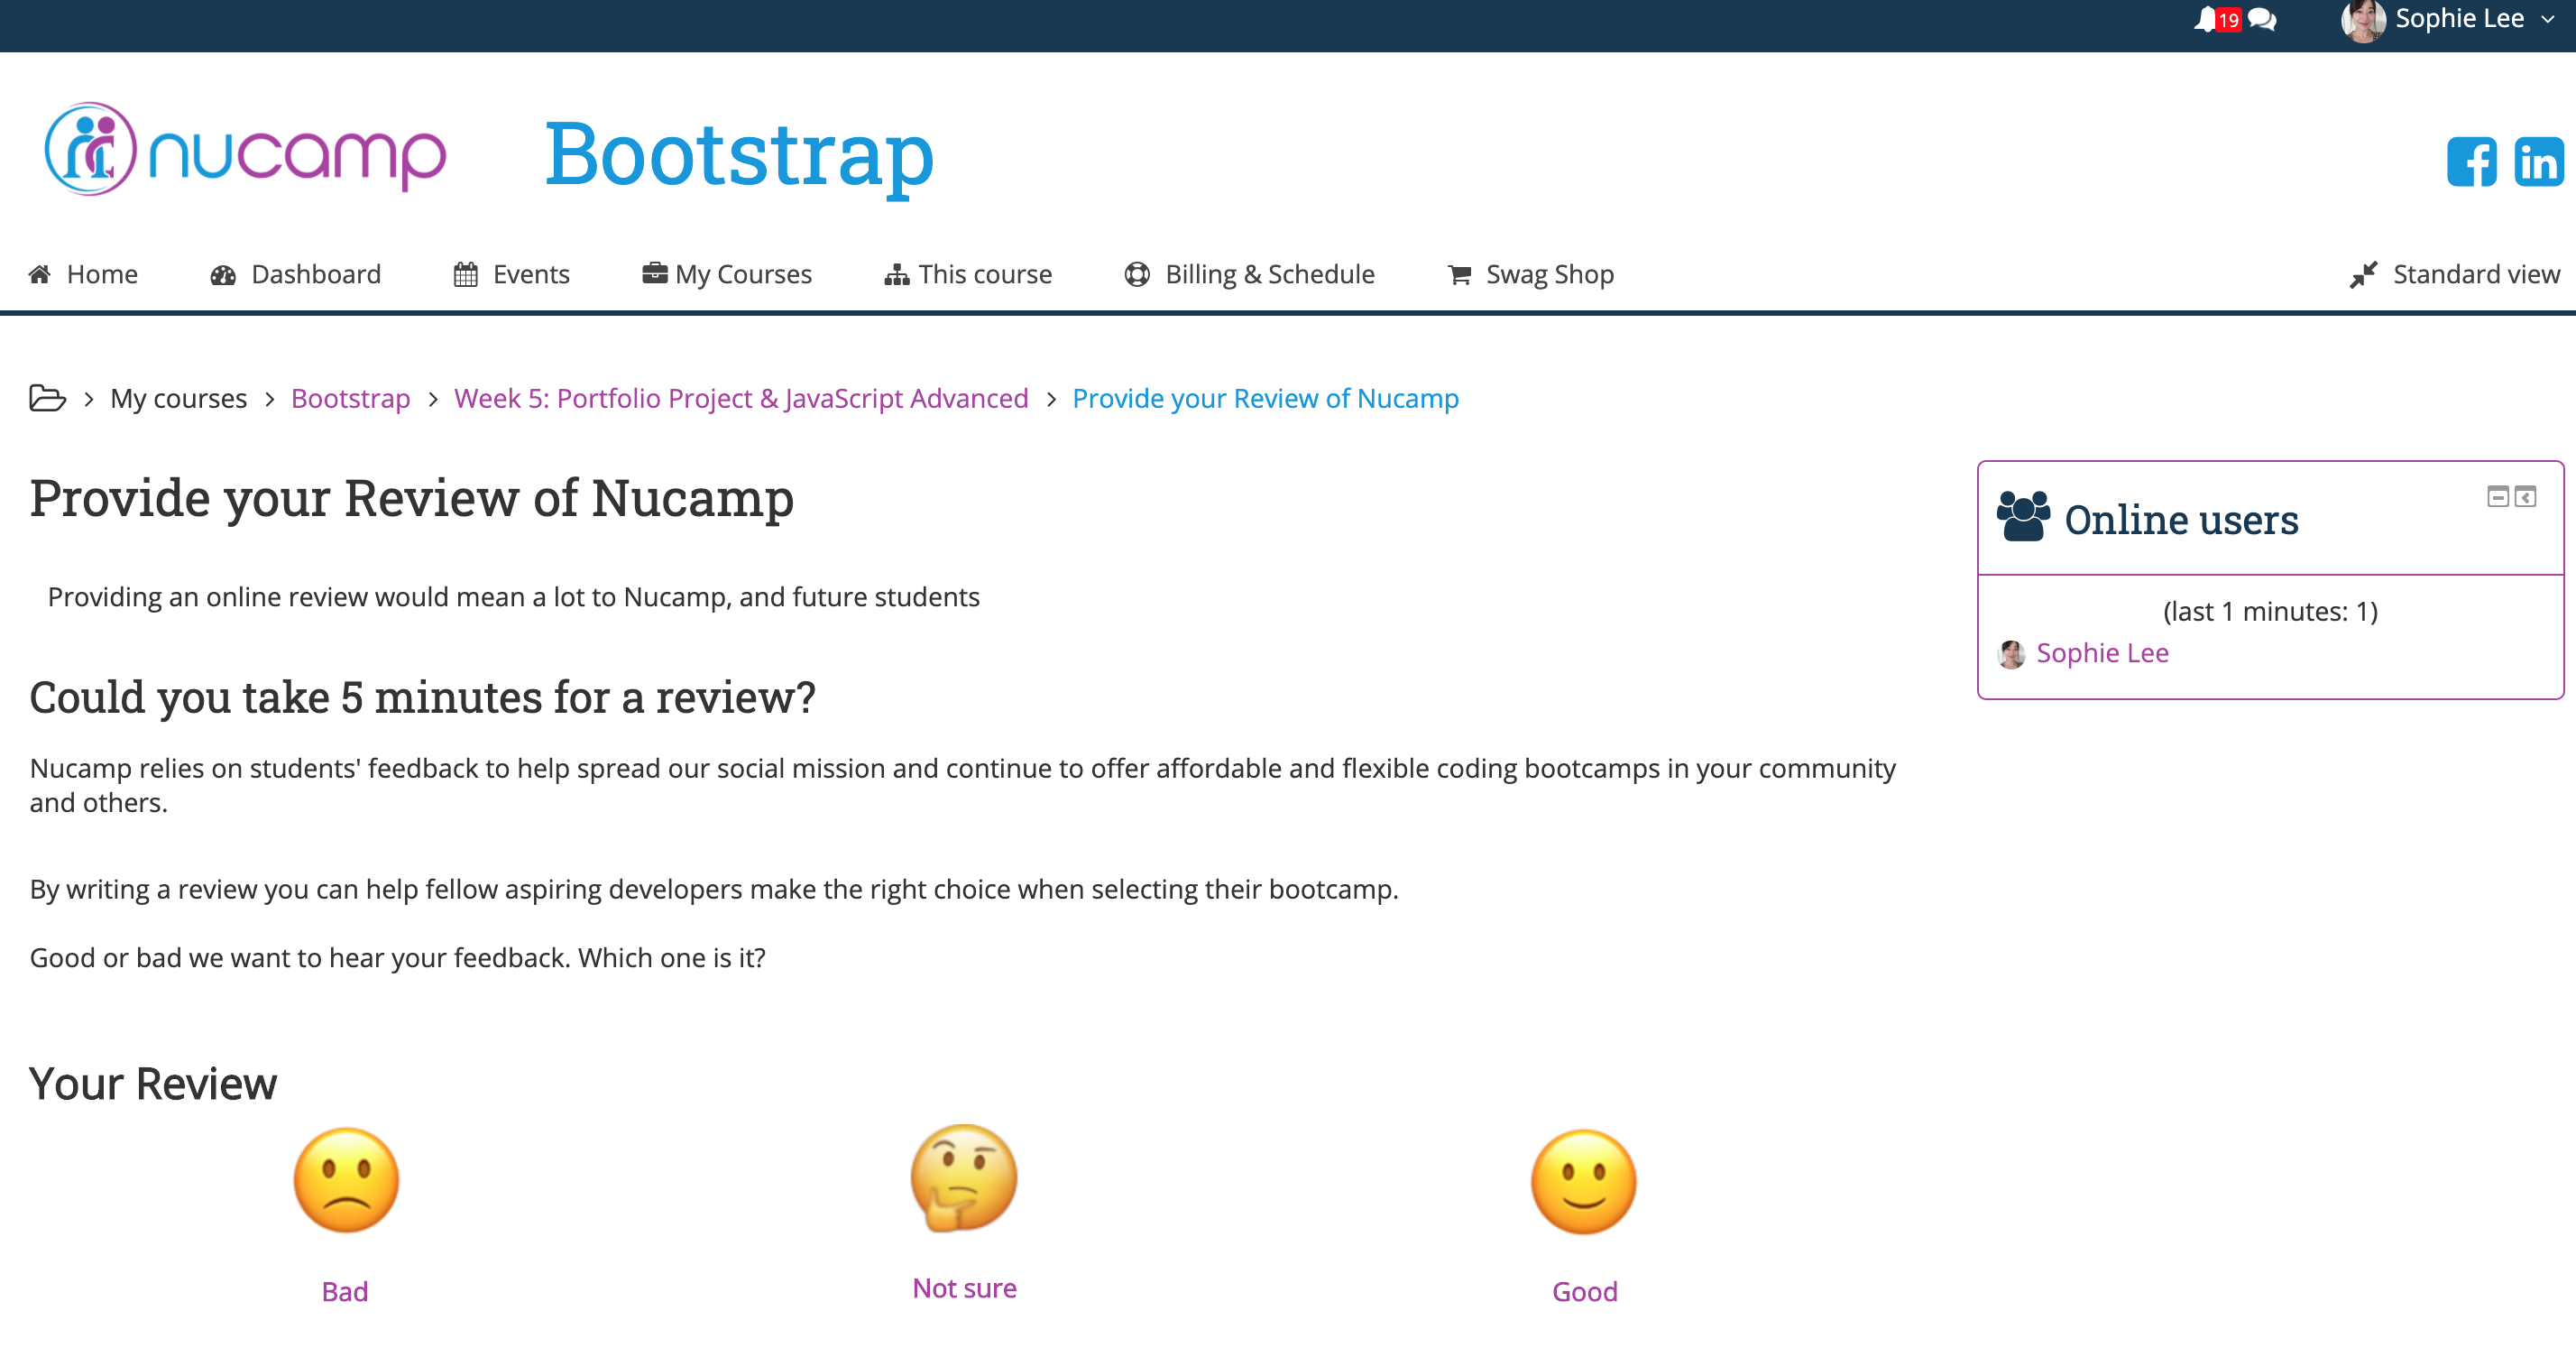 19
Sophie Lee
nucamp
Bootstrap
Home
Dashboard
Events
My Courses
This course
Billing & Schedule
Swag Shop
Standard view
My courses
Bootstrap
Week 5: Portfolio Project & JavaScript Advanced
Provide your Review of Nucamp
Provide your Review of Nucamp
Providing an online review would mean a lot to Nucamp, and future students
Could you take 5 minutes for a review?
Nucamp relies on students' feedback to help spread our social mission and continue to offer affordable and flexible coding bootcamps in your community
and others.
By writing a review you can help fellow aspiring developers make the right choice when selecting their bootcamp.
Good or bad we want to hear your feedback. Which one is it?
Your Review
Bad
Not sure
Good
Online users
(last 1 minutes: 1)
Sophie Lee